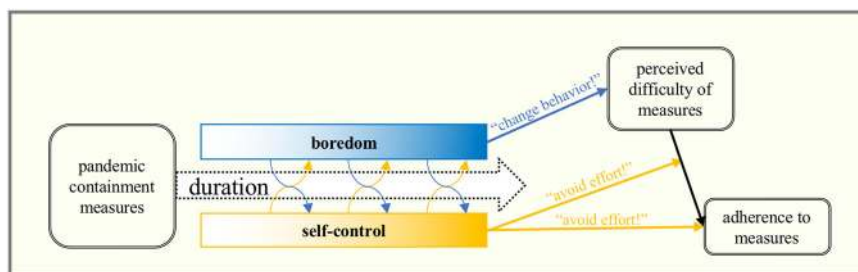 pandemic
containment
measures
duration
boredom
self-control
"change behavior!"
"avoid effort!"
"avoid effort!"
perceived
difficulty of
measures
adherence to
measures